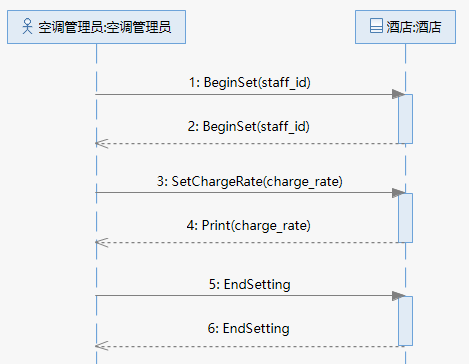 空调管理员:空调管理员
酒店:酒店
1: BeginSet(staff_id)
2: BeginSet(staff_id)
3: SetChargeRate(charge_rate)
4: Print(charge_rate)
5: EndSetting
6: EndSetting